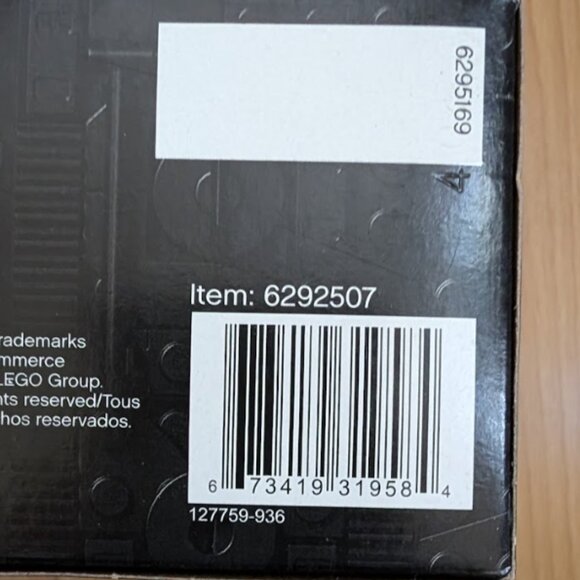 6295169
4
Item: 6292507
rademarks
mmerce
LEGO Group.
nts reserved/Tous
hos reservados.
6 73419 31958 4
127759-936